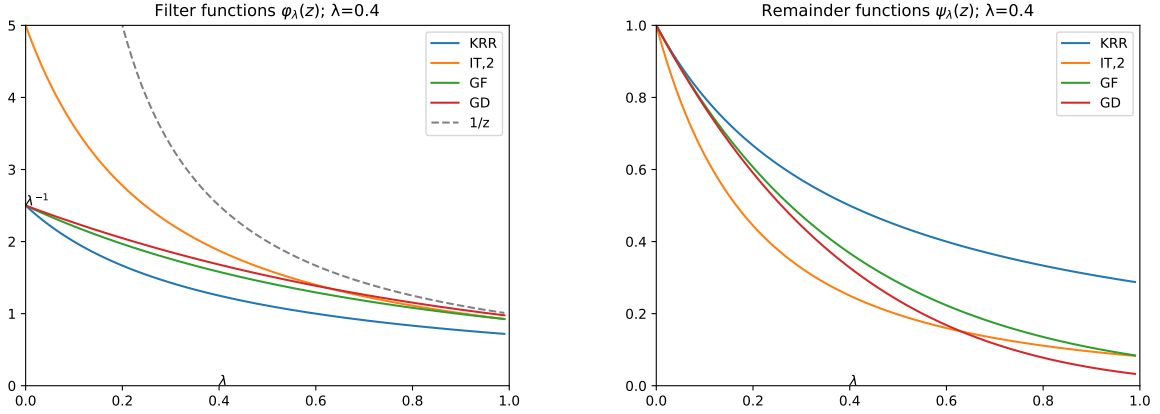 Filter functions φ_λ(z); λ=0.4
5
4
3
2
1
0
λ⁻¹
λ
0.0 0.2 0.4 0.6 0.8 1.0
KRR
IT,2
GF
GD
1/z
Remainder functions ψ_λ(z); λ=0.4
1.0
0.8
0.6
0.4
0.2
0.0
λ
0.0 0.2 0.4 0.6 0.8 1.0
KRR
IT,2
GF
GD